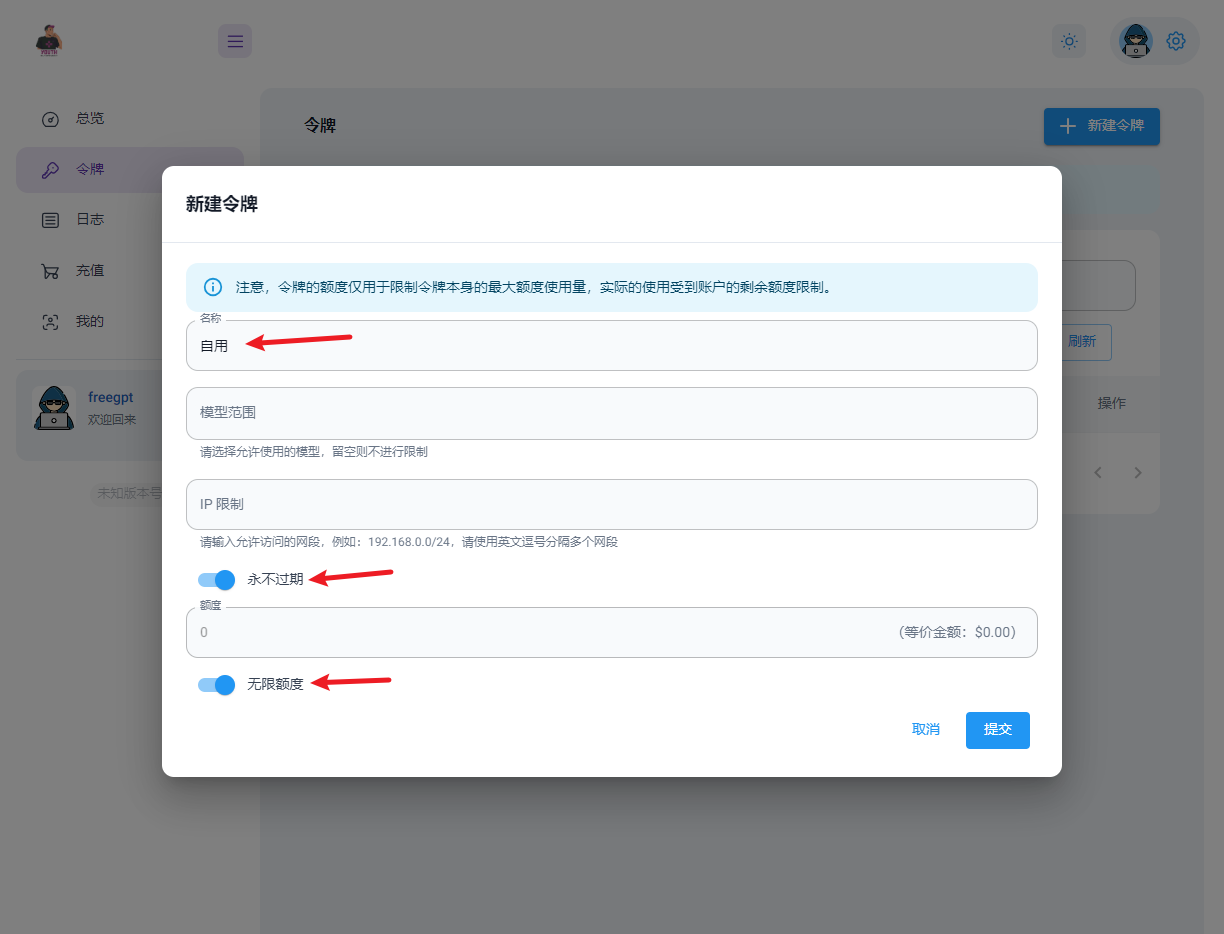 YOUTH
总览
令牌
新建令牌
令牌
日志
充值
我的
freegpt
欢迎回来
未知版本号
刷新
操作
新建令牌
注意，令牌的额度仅用于限制令牌本身的最大额度使用量，实际的使用受到账户的剩余额度限制。
名称
自用
模型范围
请选择允许使用的模型，留空则不进行限制
IP 限制
请输入允许访问的网段，例如：192.168.0.0/24，请使用英文逗号分隔多个网段
永不过期
额度
0
(等价金额：$0.00)
无限额度
取消
提交